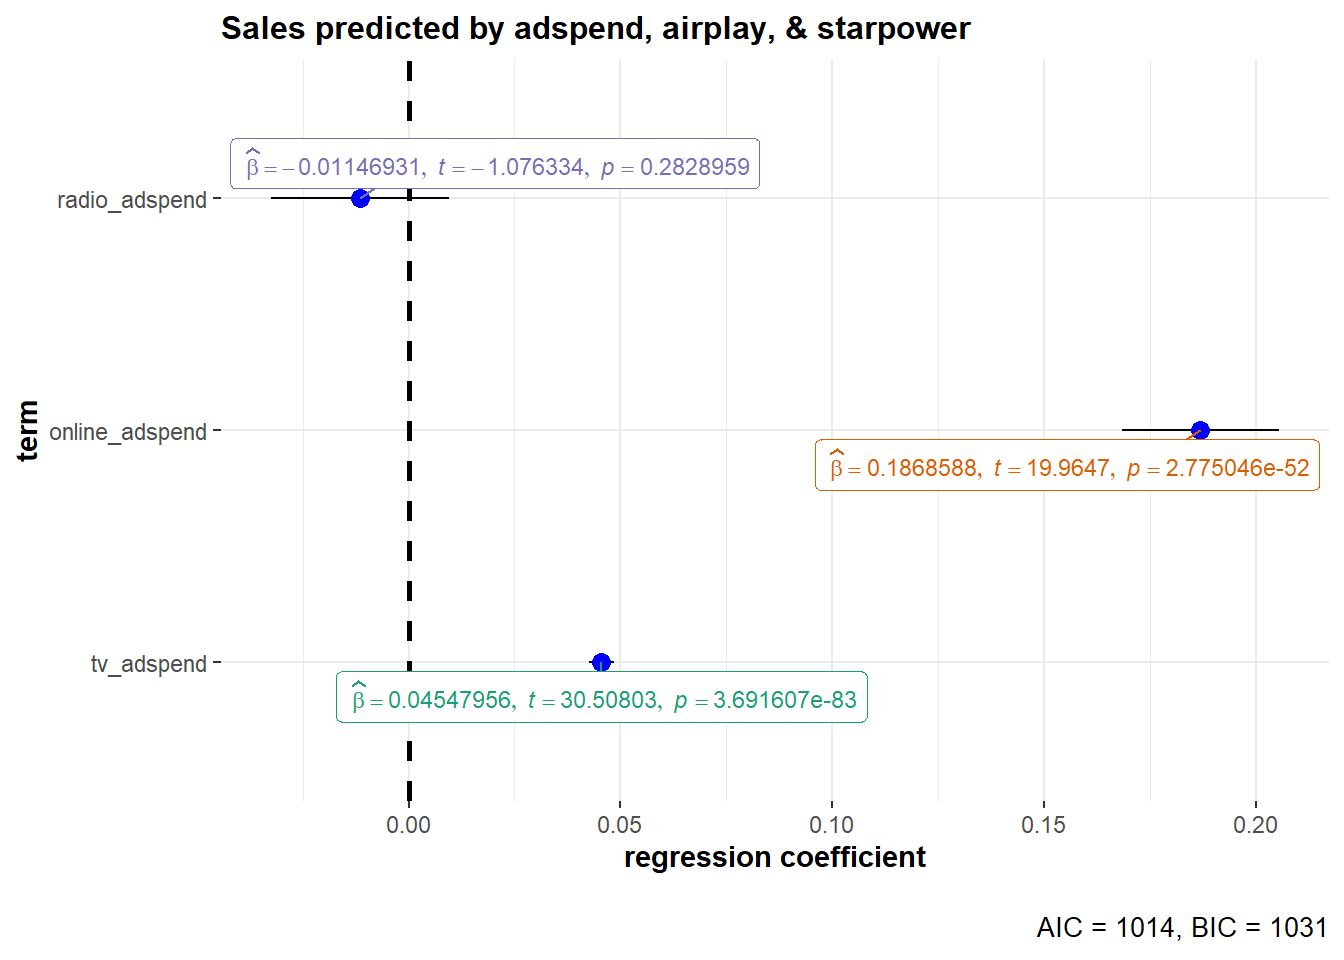 Sales predicted by adspend, airplay, & starpower
β̂ = −0.01146931, t = −1.076334, p = 0.2828959
radio_adspend
term
online_adspend
β̂ = 0.1868588, t = 19.9647, p = 2.775046e-52
tv_adspend
β̂ = 0.04547956, t = 30.50803, p = 3.691607e-83
0.00 0.05 0.10 0.15 0.20
regression coefficient
AIC = 1014, BIC = 1031